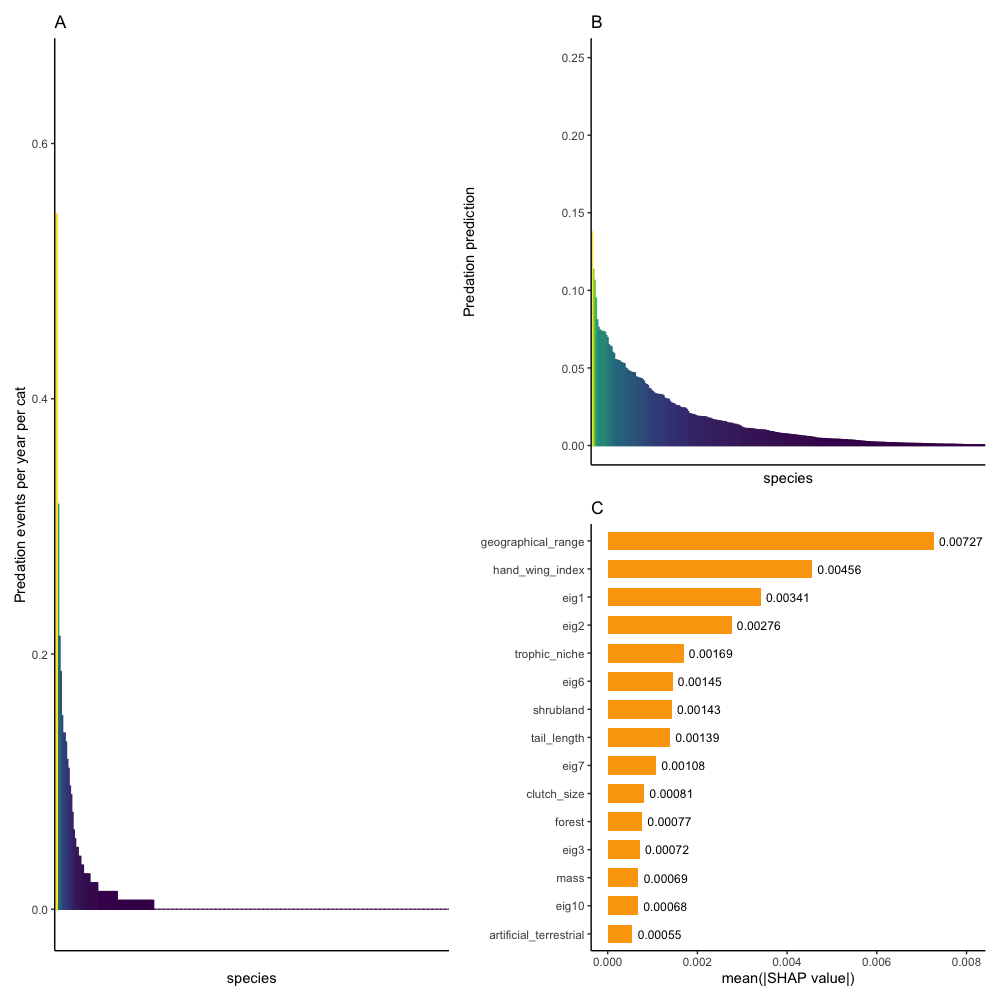 A
Predation events per year per cat
0.6
0.4
0.2
0.0
species
B
Predation prediction
0.25
0.20
0.15
0.10
0.05
0.00
species
C
geographical_range 0.00727
hand_wing_index 0.00456
eig1 0.00341
eig2 0.00276
trophic_niche 0.00169
eig6 0.00145
shrubland 0.00143
tail_length 0.00139
eig7 0.00108
clutch_size 0.00081
forest 0.00077
eig3 0.00072
mass 0.00069
eig10 0.00068
artificial_terrestrial 0.00055
0.000 0.002 0.004 0.006 0.008
mean(|SHAP value|)